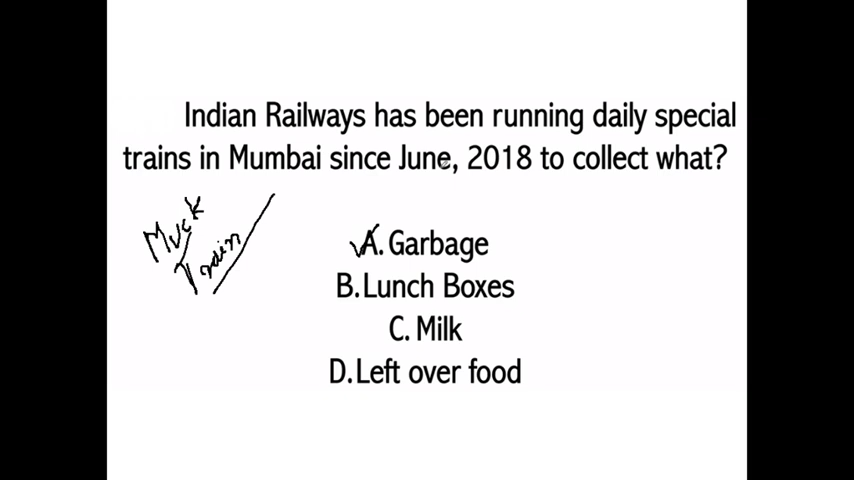 Indian Railways has been running daily special
trains in Mumbai since June, 2018 to collect what?
Muck
Train
A. Garbage
B. Lunch Boxes
C. Milk
D. Left over food